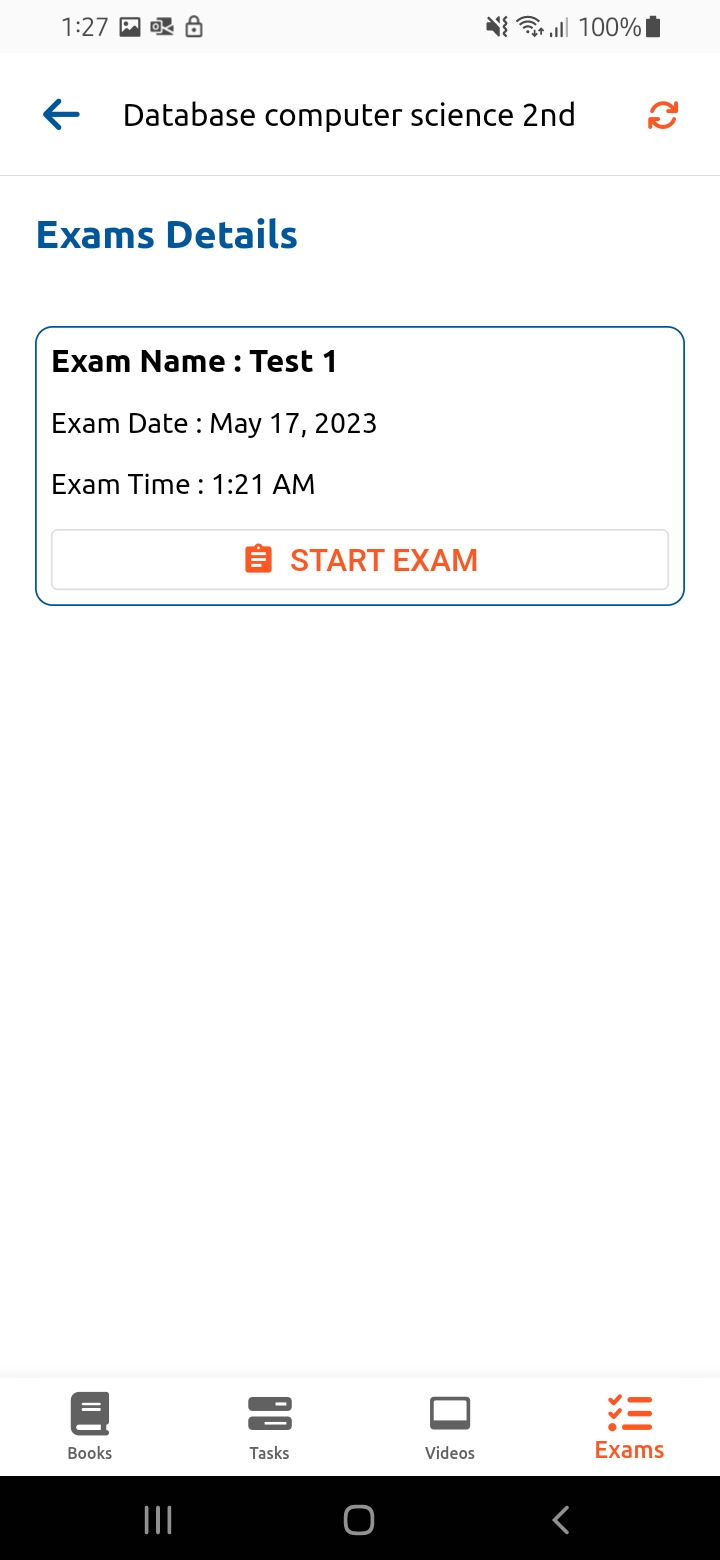 1:27 100%
Database computer science 2nd
Exams Details
Exam Name : Test 1
Exam Date : May 17, 2023
Exam Time : 1:21 AM
START EXAM
Books Tasks Videos Exams